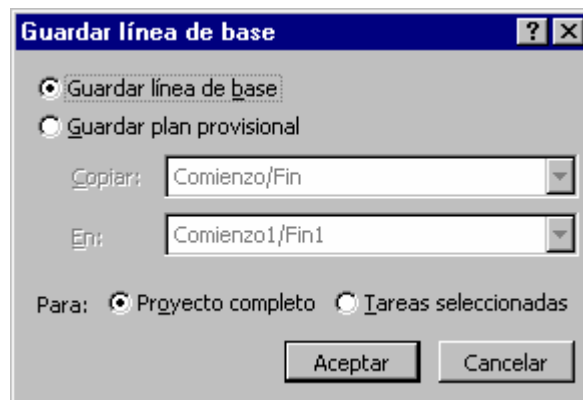 Guardar línea de base
Guardar línea de base
Guardar plan provisional
Copiar: Comienzo/Fin
En: Comienzo1/Fin1
Para: Proyecto completo Tareas seleccionadas
Aceptar Cancelar